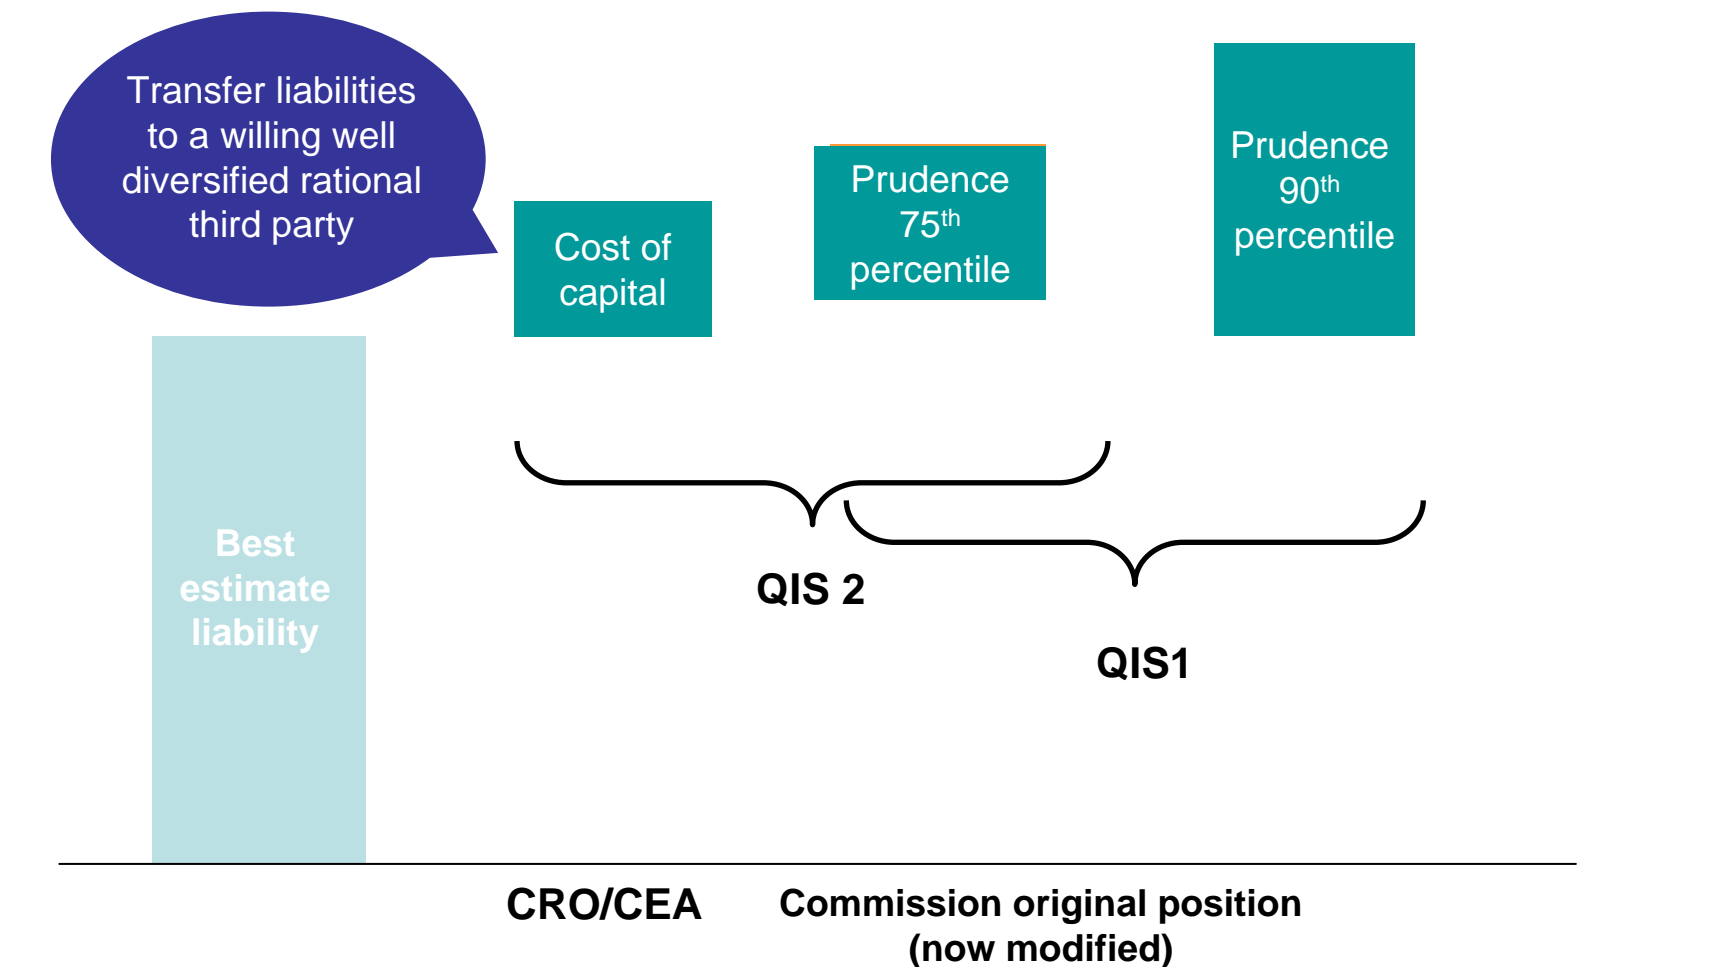 Transfer liabilities
to a willing well
diversified rational
third party
Cost of
capital
Prudence
75th
percentile
Prudence
90th
percentile
Best
estimate
liability
QIS 2
QIS1
CRO/CEA
Commission original position
(now modified)